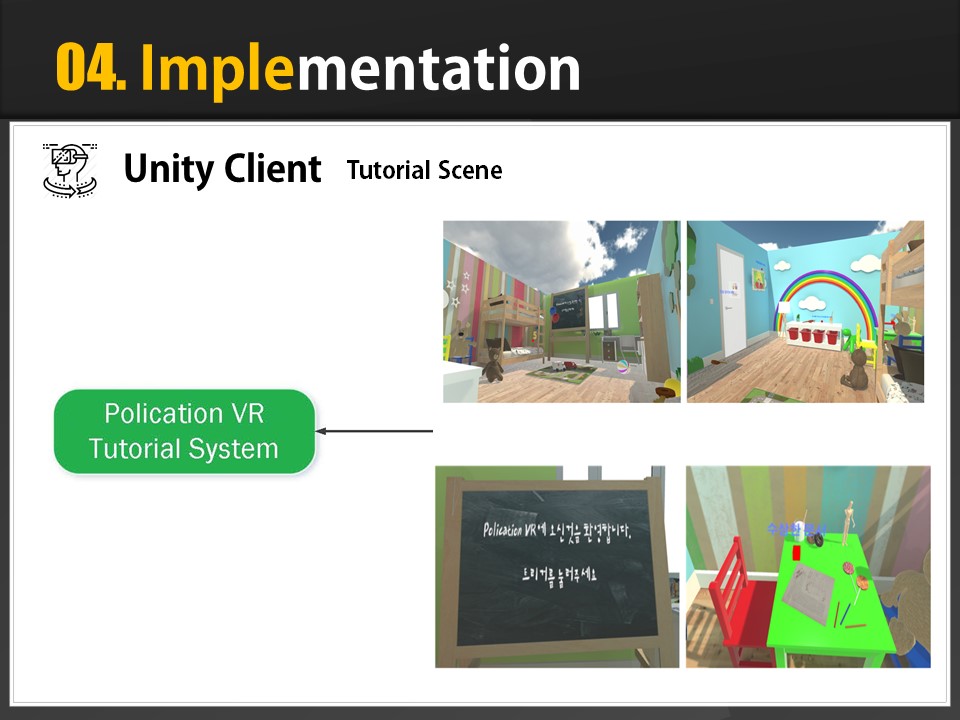 04. Implementation
Unity Client Tutorial Scene
Polication VR
Tutorial System
Polication VR에 오신것을 환영합니다.
트리거를 눌러주세요